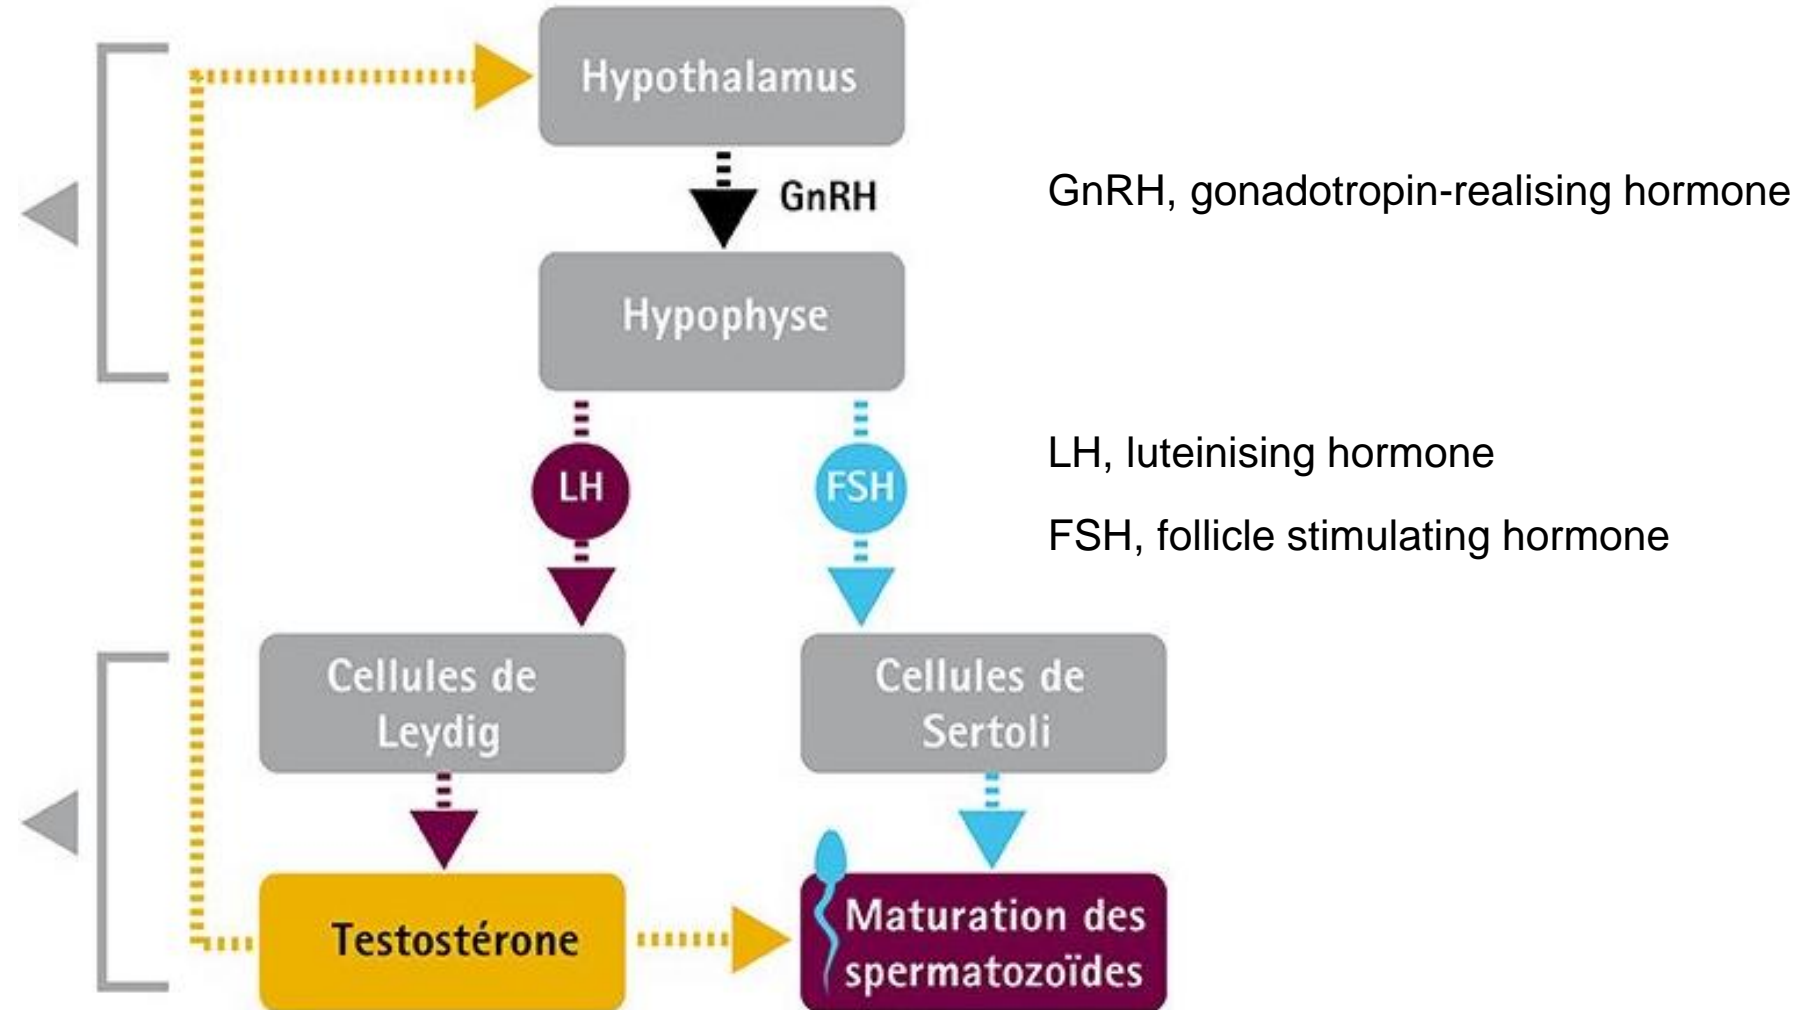 Hypothalamus
GnRH
GnRH, gonadotropin-realising hormone
Hypophyse
LH
FSH
LH, luteinising hormone
FSH, follicle stimulating hormone
Cellules de
Leydig
Cellules de
Sertoli
Testostérone
Maturation des
spermatozoïdes